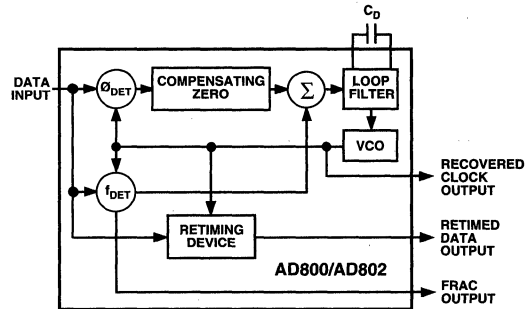 C_D
DATA
INPUT
Ø_DET
COMPENSATING
ZERO
Σ
LOOP
FILTER
VCO
RECOVERED
CLOCK
OUTPUT
f_DET
RETIMING
DEVICE
RETIMED
DATA
OUTPUT
AD800/AD802
FRAC
OUTPUT